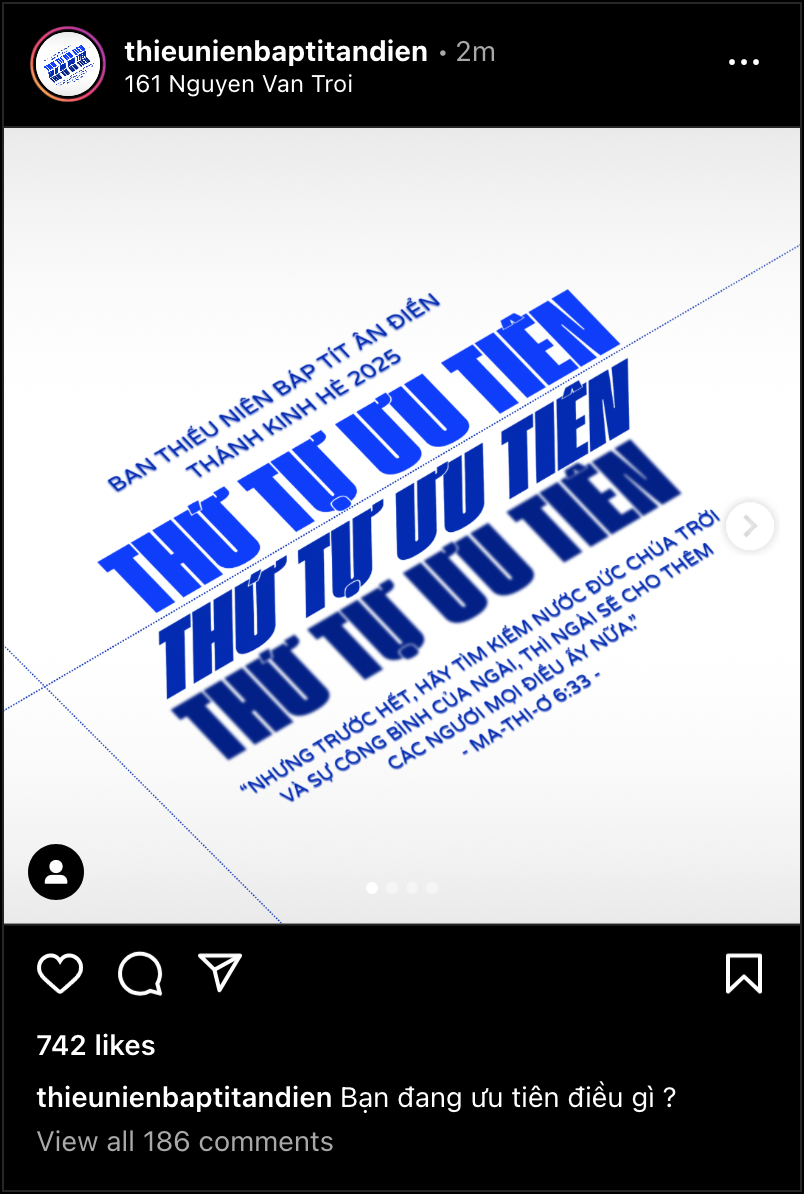 thieunienbaptitandien • 2m
161 Nguyen Van Troi
BAN THIẾU NIÊN BÁP TÍT ÂN ĐIỂN
THÁNH KINH HÈ 2025
THỨ TỰ ƯU TIÊN
THỨ TỰ ƯU TIÊN
THỨ TỰ ƯU TIÊN
“NHƯNG TRƯỚC HẾT, HÃY TÌM KIẾM NƯỚC ĐỨC CHÚA TRỜI
VÀ SỰ CÔNG BÌNH CỦA NGÀI, THÌ NGÀI SẼ CHO THÊM
CÁC NGƯƠI MỌI ĐIỀU ẤY NỮA.”
- MA-THI-Ơ 6:33 -
742 likes
thieunienbaptitandien Bạn đang ưu tiên điều gì ?
View all 186 comments